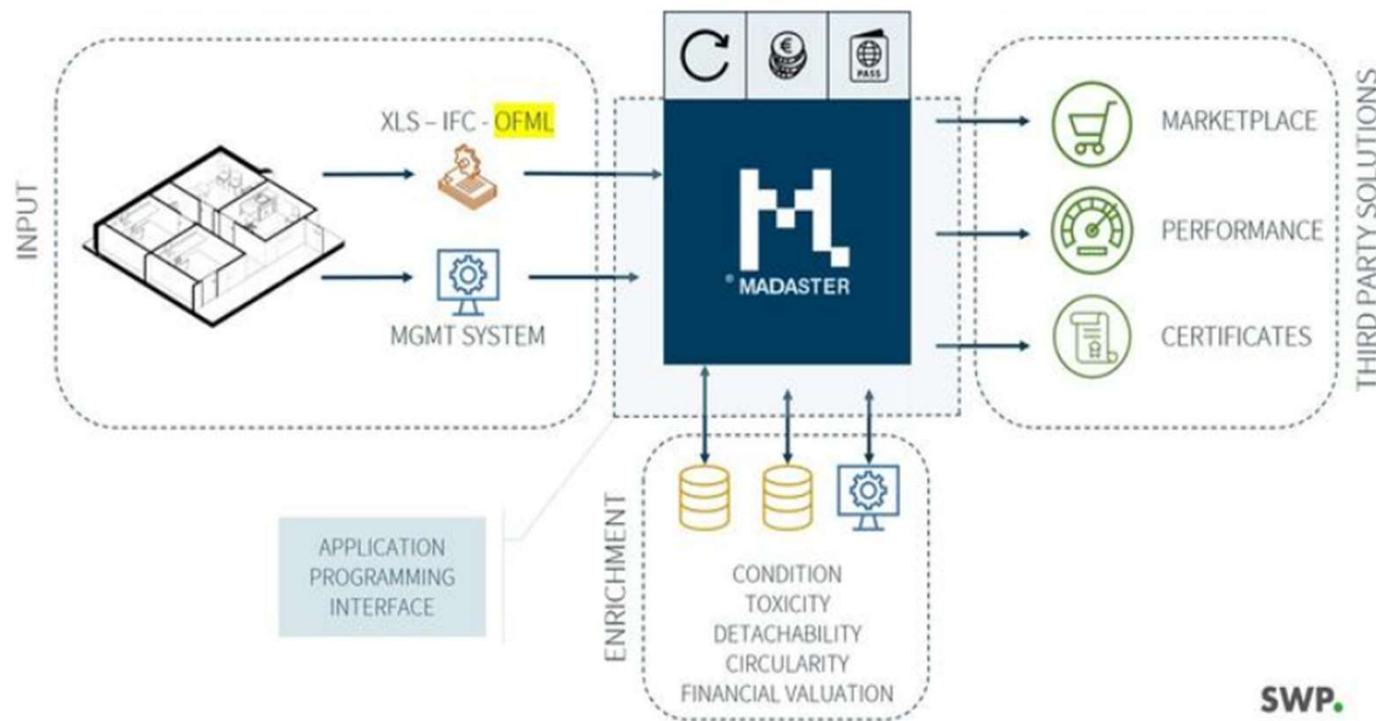 INPUT
XLS – IFC - OFML
MGMT SYSTEM
PASS
MADASTER
MARKETPLACE
PERFORMANCE
CERTIFICATES
THIRD PARTY SOLUTIONS
APPLICATION
PROGRAMMING
INTERFACE
ENRICHMENT
CONDITION
TOXICITY
DETACHABILITY
CIRCULARITY
FINANCIAL VALUATION
SWP.